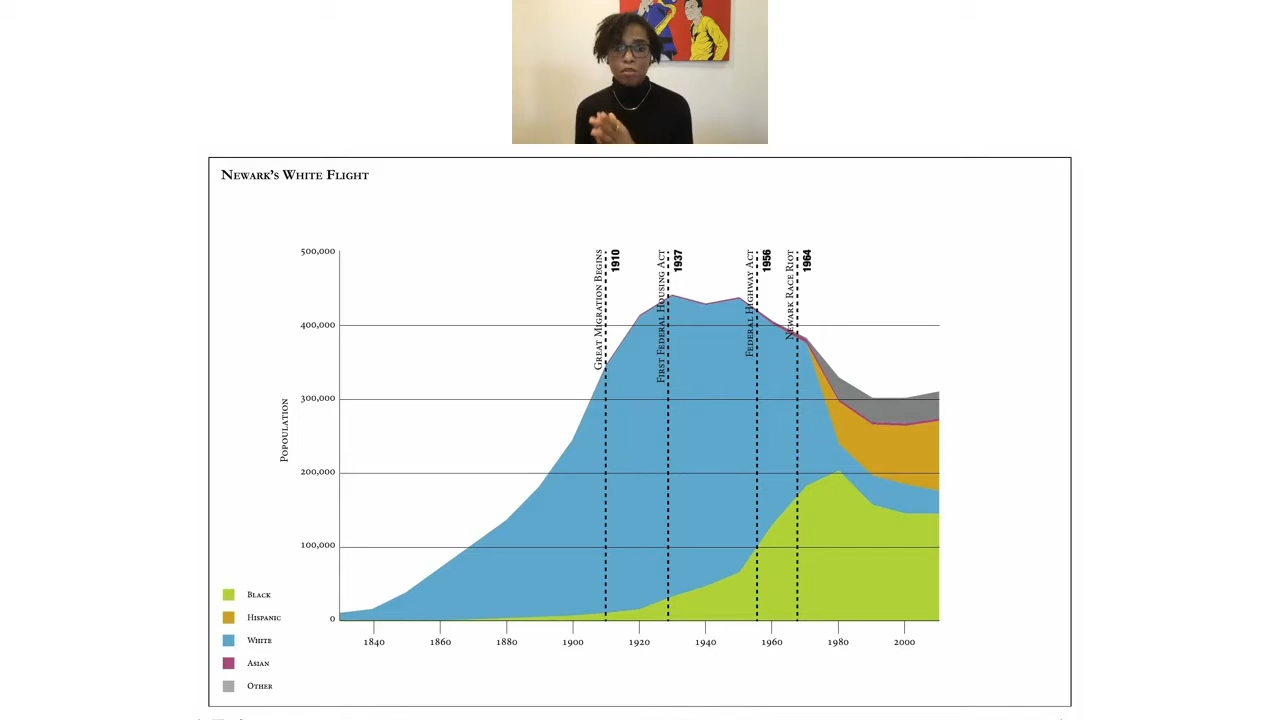 Newark's White Flight
500,000
400,000
300,000
200,000
100,000
0
Popoulation
Great Migration Begins
1910
First Federal Housing Act
1937
Federal Highway Act
1956
Newark Race Riot
1964
1840
1860
1880
1900
1920
1940
1960
1980
2000
Black
Hispanic
White
Asian
Other